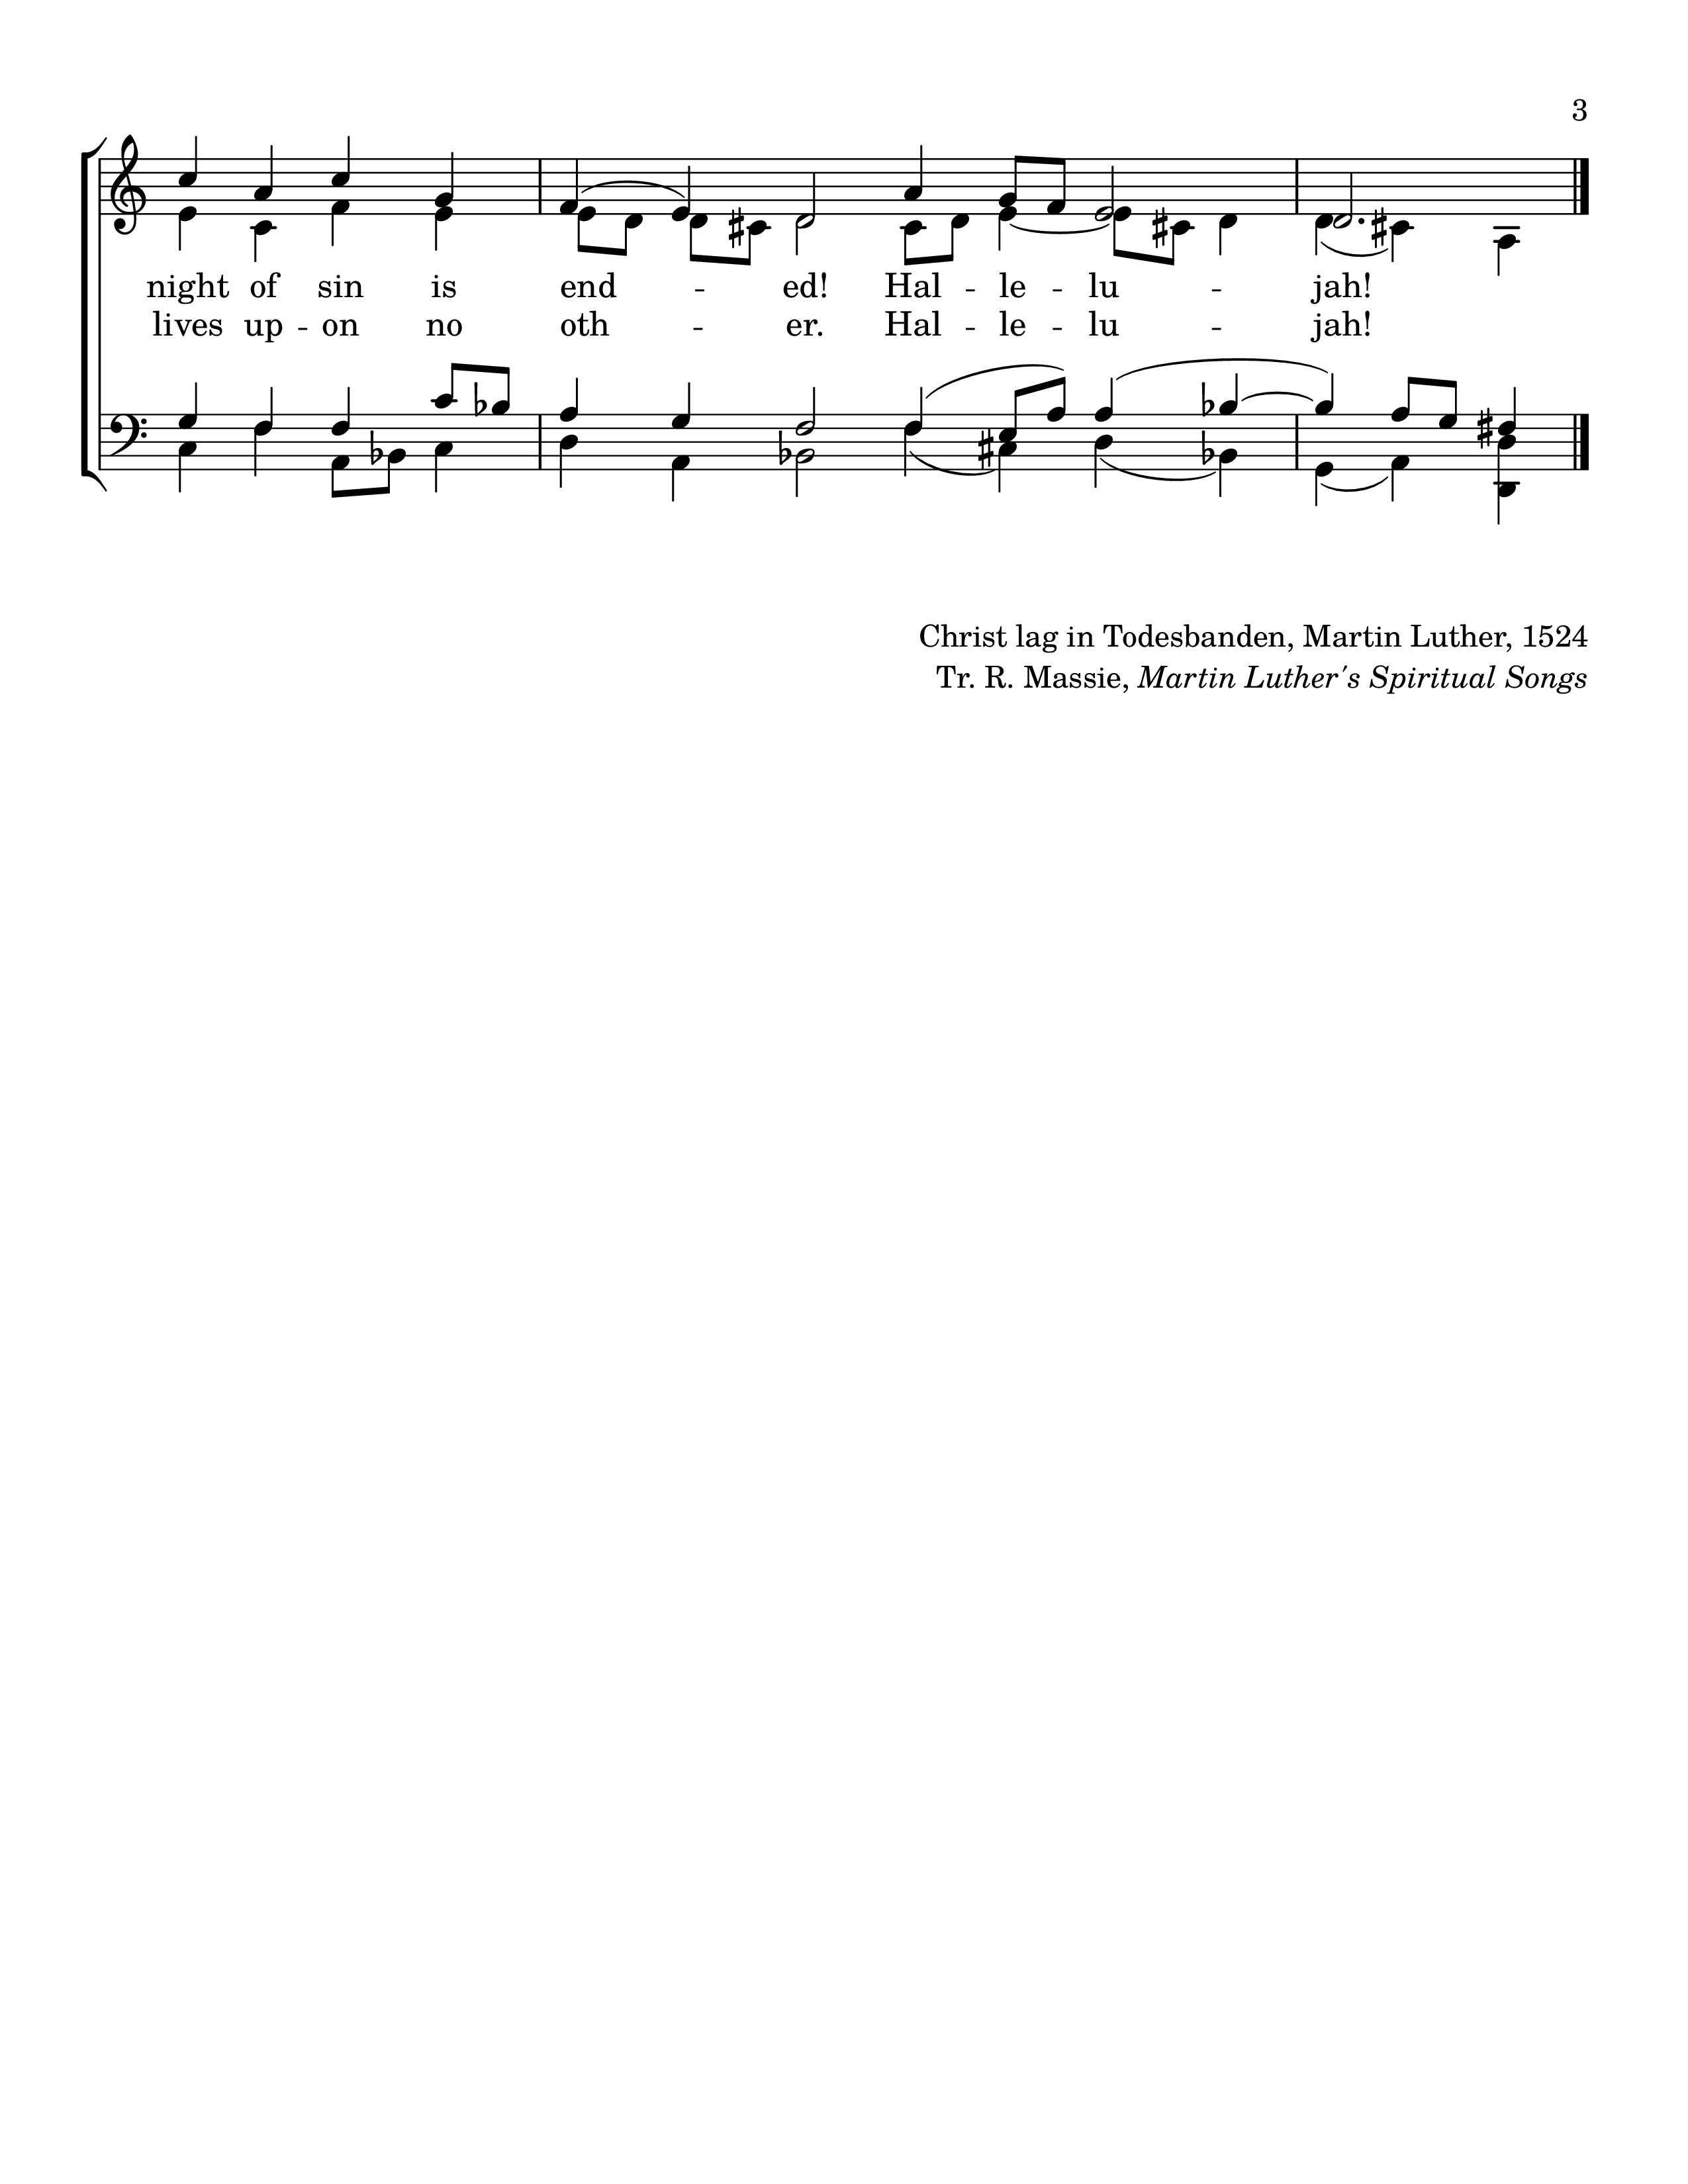 3
night of sin is end - ed! Hal - le - lu - jah!
lives up - on no oth - er. Hal - le - lu - jah!
Christ lag in Todesbanden, Martin Luther, 1524
Tr. R. Massie, Martin Luther's Spiritual Songs